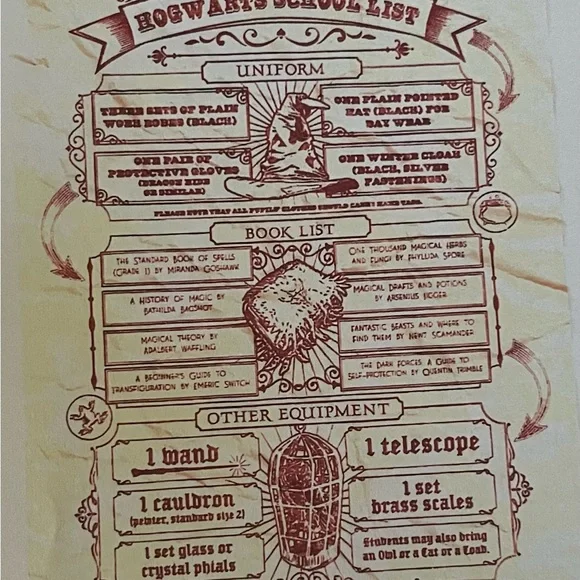 HOGWARTS SCHOOL LIST
UNIFORM
THREE SETS OF PLAIN
WORK ROBES (BLACK)
ONE PLAIN POINTED
HAT (BLACK) FOR
DAY WEAR
ONE PAIR OF
PROTECTIVE GLOVES
(DRAGON HIDE
OR SIMILAR)
ONE WINTER CLOAK
(BLACK, SILVER
FASTENINGS)
PLEASE NOTE THAT ALL PUPILS' CLOTHES SHOULD CARRY NAME TAGS.
BOOK LIST
THE STANDARD BOOK OF SPELLS
(GRADE 1) BY MIRANDA GOSHAWK
ONE THOUSAND MAGICAL HERBS
AND FUNGI BY PHYLLIDA SPORE
A HISTORY OF MAGIC BY
BATHILDA BAGSHOT
MAGICAL DRAFTS AND POTIONS
BY ARSENIUS JIGGER
MAGICAL THEORY BY
ADALBERT WAFFLING
FANTASTIC BEASTS AND WHERE TO
FIND THEM BY NEWT SCAMANDER
A BEGINNER'S GUIDE TO
TRANSFIGURATION BY EMERIC SWITCH
THE DARK FORCES: A GUIDE TO
SELF-PROTECTION BY QUENTIN TRIMBLE
OTHER EQUIPMENT
1 wand
1 telescope
1 cauldron
(pewter, standard size 2)
1 set
brass scales
1 set glass or
crystal phials
Students may also bring
an Owl or a Cat or a Toad.